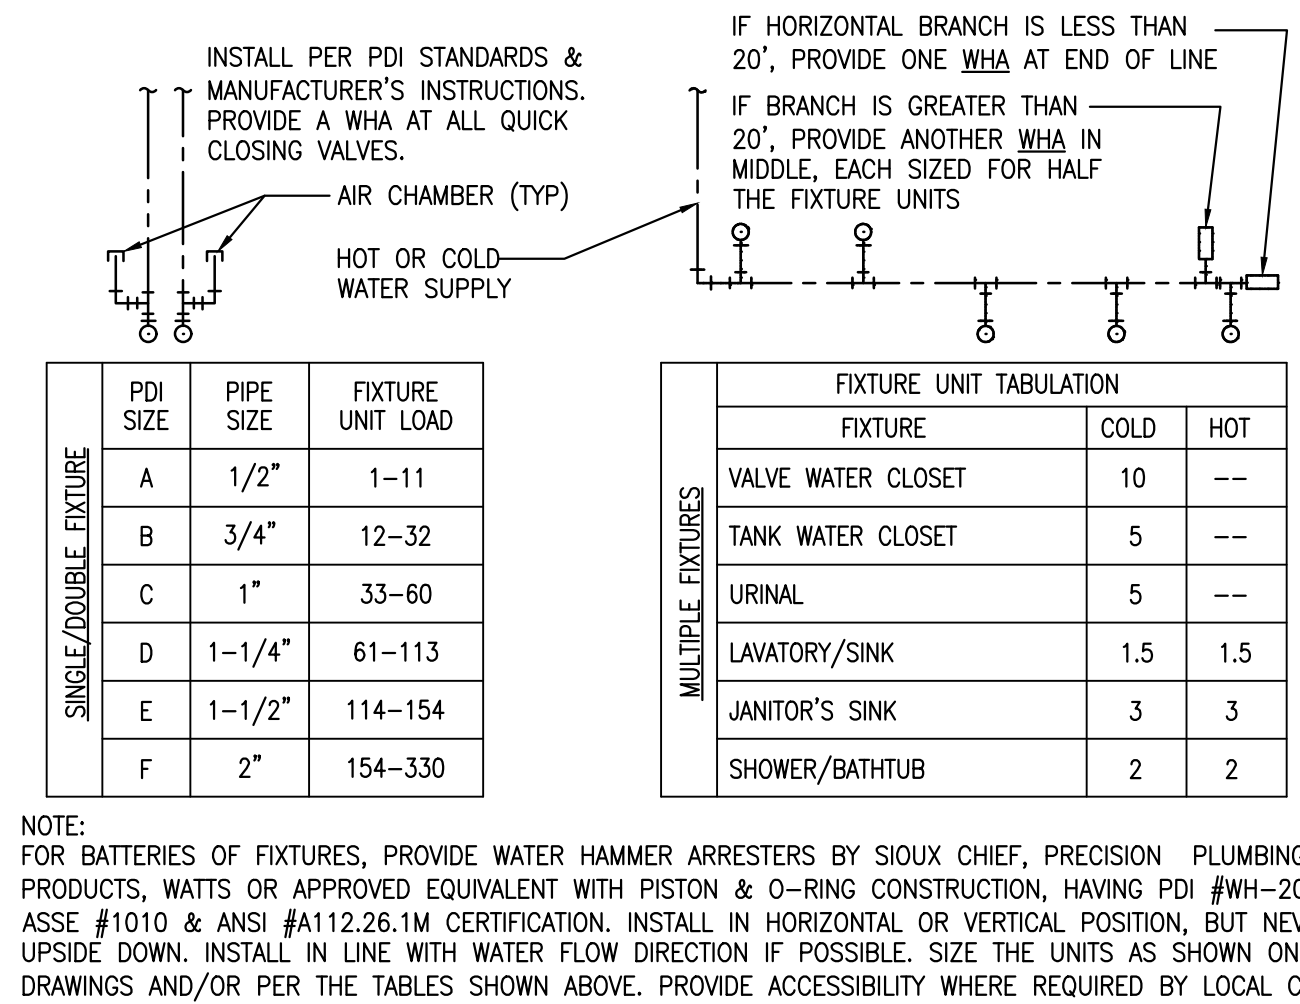 INSTALL PER PDI STANDARDS &
MANUFACTURER'S INSTRUCTIONS.
PROVIDE A WHA AT ALL QUICK
CLOSING VALVES.
AIR CHAMBER (TYP)
HOT OR COLD
WATER SUPPLY
IF HORIZONTAL BRANCH IS LESS THAN
20', PROVIDE ONE WHA AT END OF LINE
IF BRANCH IS GREATER THAN
20', PROVIDE ANOTHER WHA IN
MIDDLE, EACH SIZED FOR HALF
THE FIXTURE UNITS
SINGLE/DOUBLE FIXTURE
PDI SIZE PIPE SIZE FIXTURE UNIT LOAD
A 1/2" 1-11
B 3/4" 12-32
C 1" 33-60
D 1-1/4" 61-113
E 1-1/2" 114-154
F 2" 154-330
MULTIPLE FIXTURES
FIXTURE UNIT TABULATION
FIXTURE COLD HOT
VALVE WATER CLOSET 10 --
TANK WATER CLOSET 5 --
URINAL 5 --
LAVATORY/SINK 1.5 1.5
JANITOR'S SINK 3 3
SHOWER/BATHTUB 2 2
NOTE:
FOR BATTERIES OF FIXTURES, PROVIDE WATER HAMMER ARRESTERS BY SIOUX CHIEF, PRECISION PLUMBING
PRODUCTS, WATTS OR APPROVED EQUIVALENT WITH PISTON & O-RING CONSTRUCTION, HAVING PDI #WH-20
ASSE #1010 & ANSI #A112.26.1M CERTIFICATION. INSTALL IN HORIZONTAL OR VERTICAL POSITION, BUT
UPSIDE DOWN. INSTALL IN LINE WITH WATER FLOW DIRECTION IF POSSIBLE. SIZE THE UNITS AS SHOWN ON
DRAWINGS AND/OR PER THE TABLES SHOWN ABOVE. PROVIDE ACCESSIBILITY WHERE REQUIRED BY LOCAL